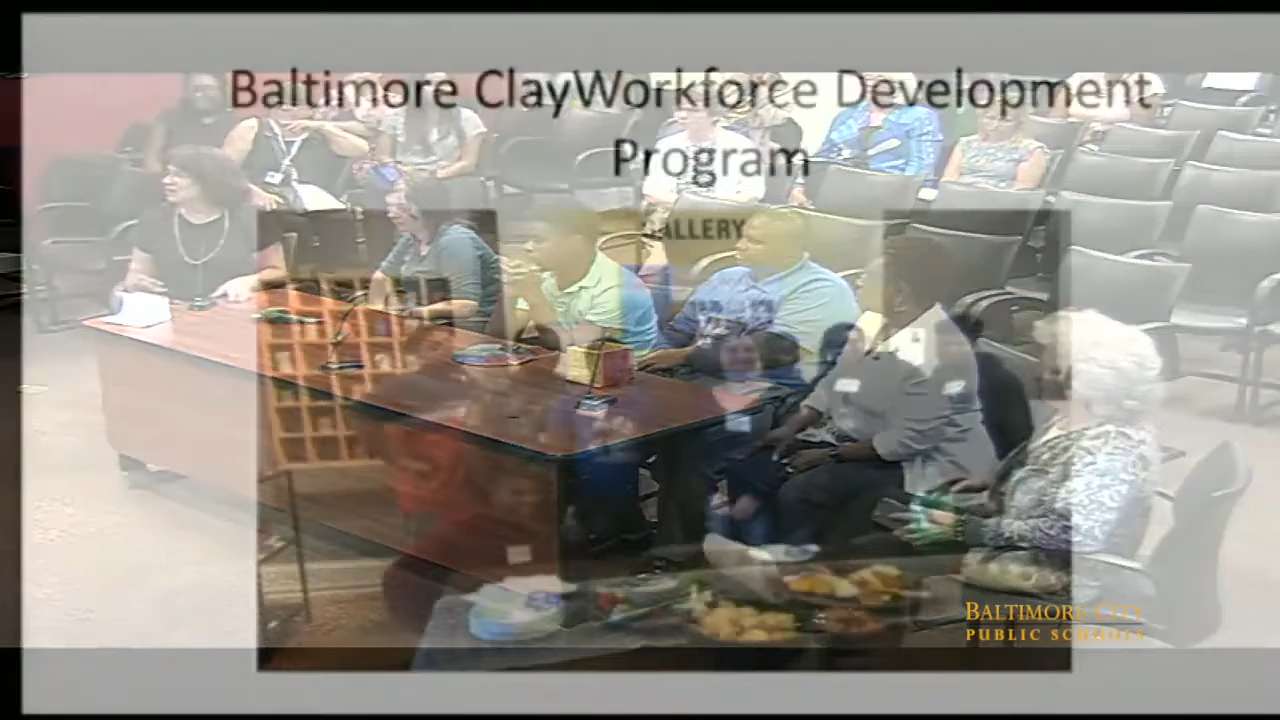 Baltimore ClayWorkforce Development
Program
GALLERY
BALTIMORE CITY
PUBLIC SCHOOLS